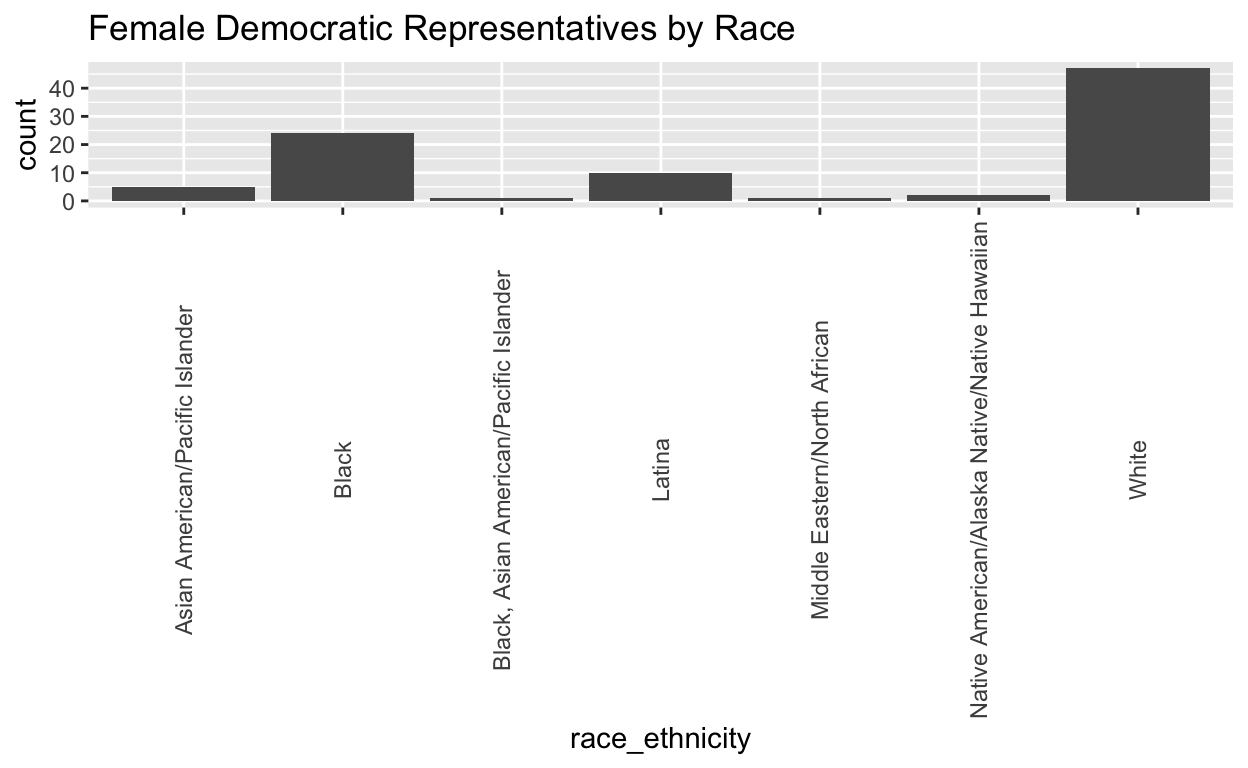 Female Democratic Representatives by Race
count
40
30
20
10
0
Asian American/Pacific Islander
Black
Black, Asian American/Pacific Islander
Latina
Middle Eastern/North African
Native American/Alaska Native/Native Hawaiian
White
race_ethnicity